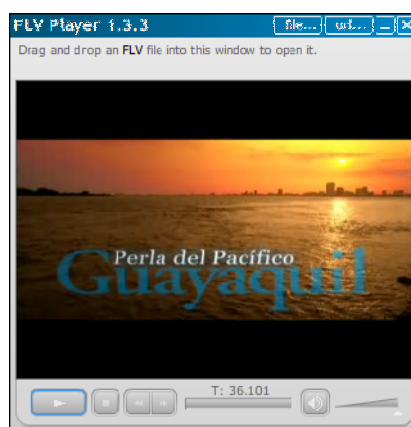 FLV Player 1.3.3
file... url...
Drag and drop an FLV file into this window to open it.
Perla del Pacífico
Guayaquil
T: 36.101